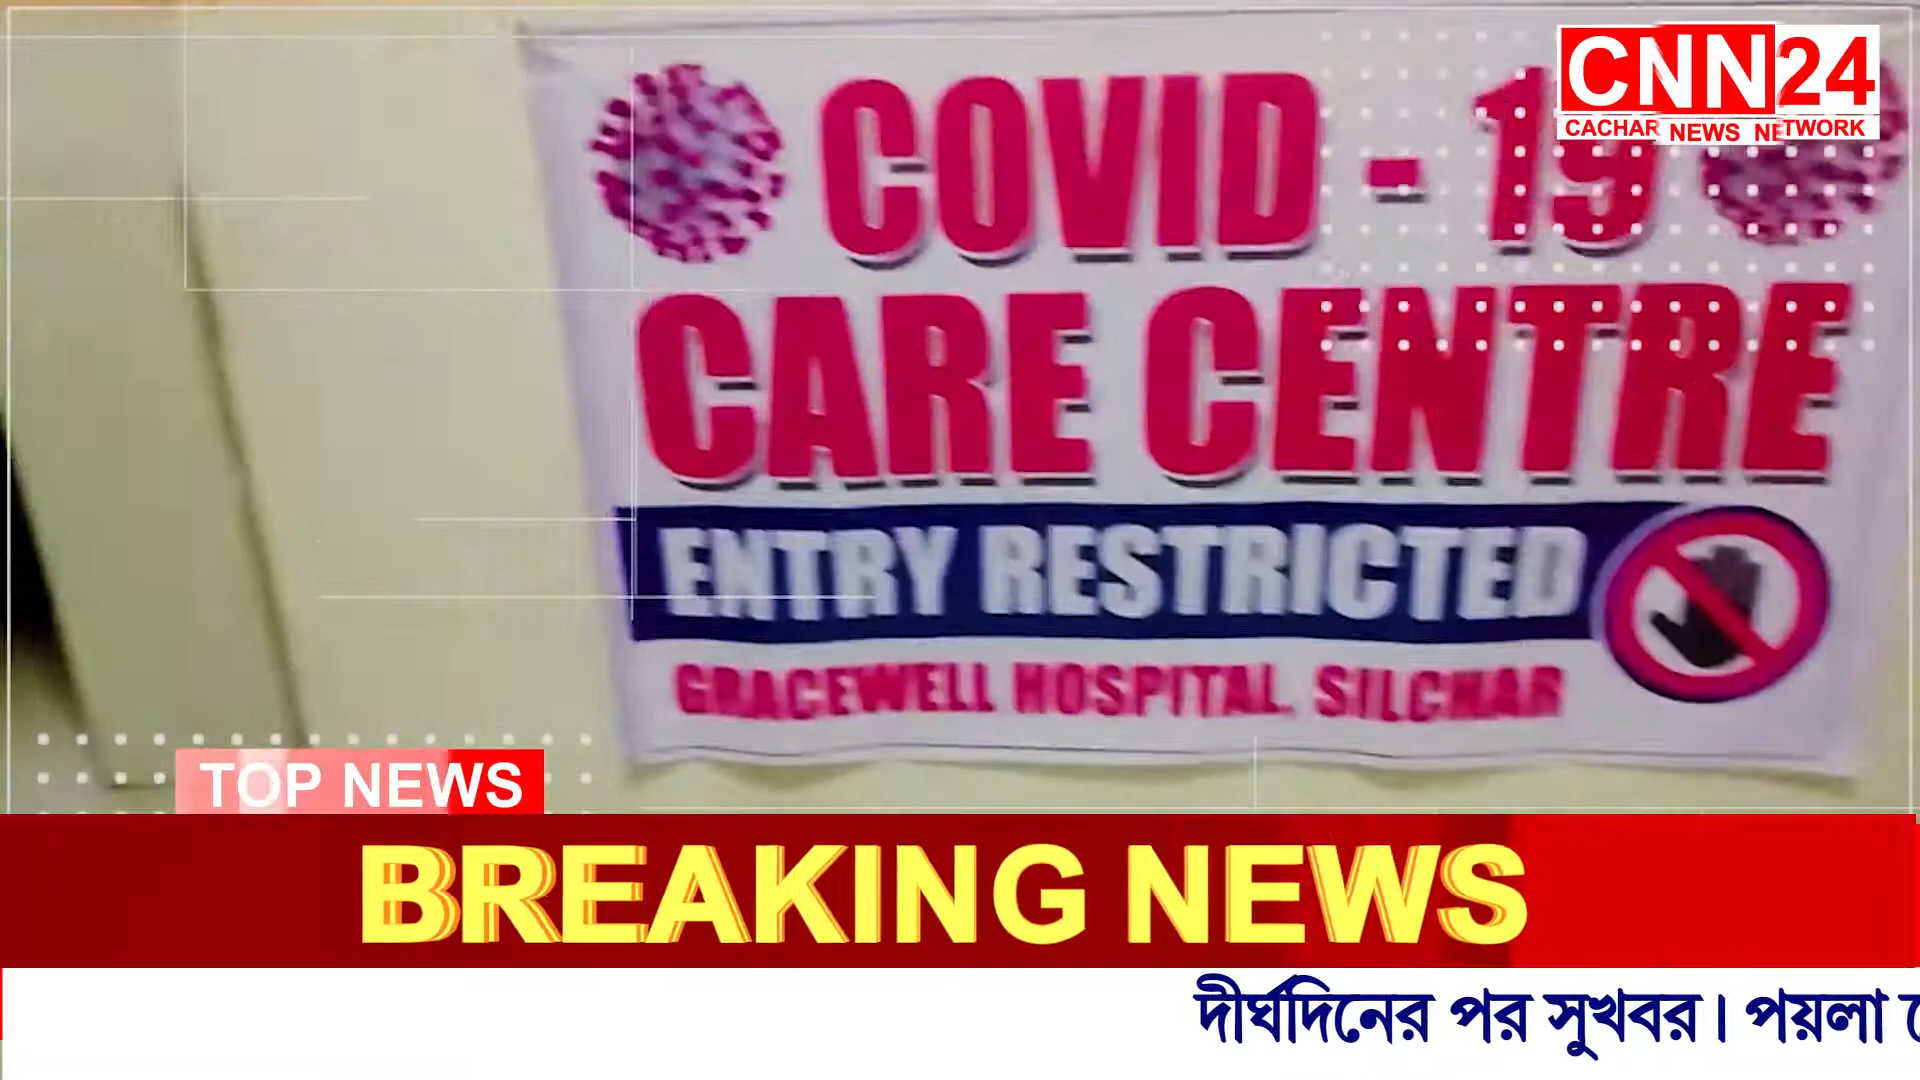 CNN24
CACHAR NEWS NETWORK
COVID - 19
CARE CENTRE
ENTRY RESTRICTED
GRACEWELL HOSPITAL, SILCHAR
TOP NEWS
BREAKING NEWS
দীর্ঘদিনের পর সুখবর। পয়লা